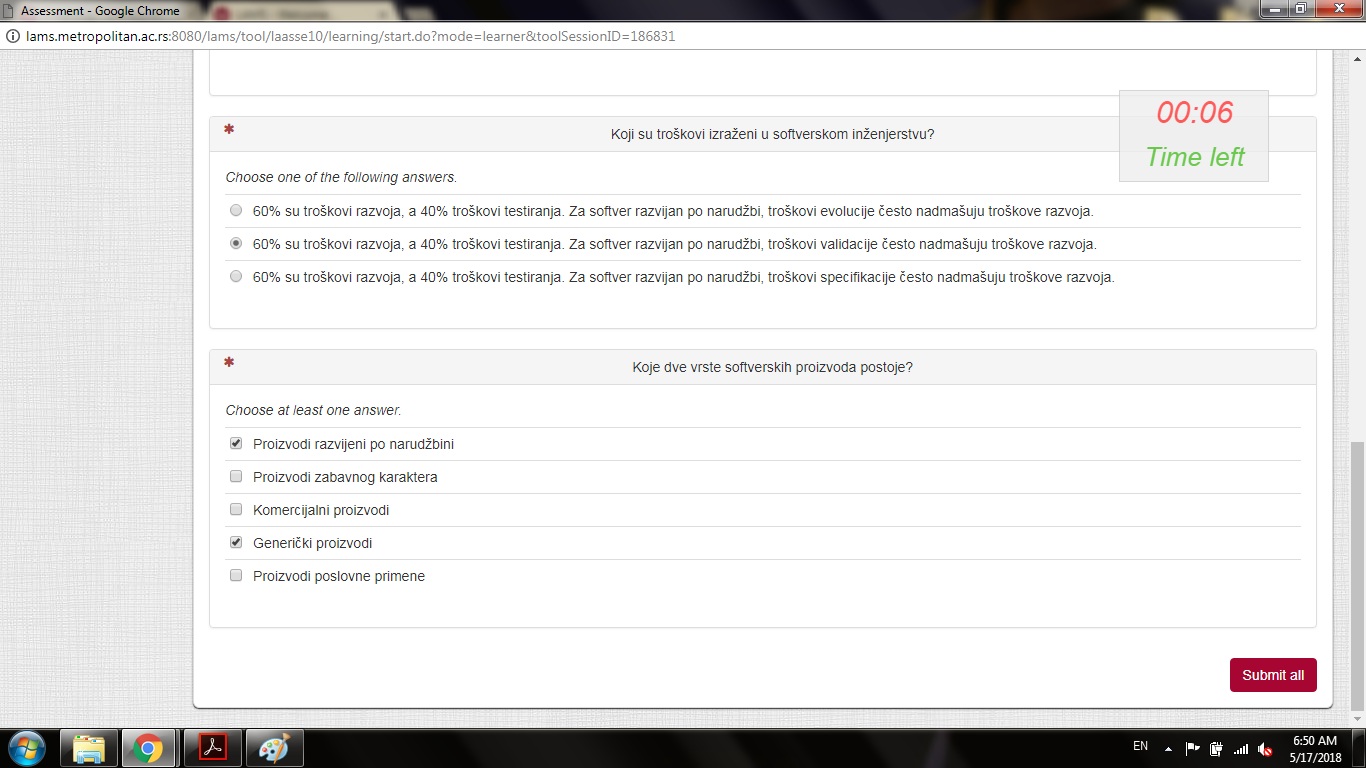 Assessment - Google Chrome
lams.metropolitan.ac.rs:8080/lams/tool/laasse10/learning/start.do?mode=learner&toolSessionID=186831
00:06
Time left
* Koji su troškovi izraženi u softverskom inženjerstvu?
Choose one of the following answers.
60% su troškovi razvoja, a 40% troškovi testiranja. Za softver razvijan po narudžbi, troškovi evolucije često nadmašuju troškove razvoja.
60% su troškovi razvoja, a 40% troškovi testiranja. Za softver razvijan po narudžbi, troškovi validacije često nadmašuju troškove razvoja.
60% su troškovi razvoja, a 40% troškovi testiranja. Za softver razvijan po narudžbi, troškovi specifikacije često nadmašuju troškove razvoja.
* Koje dve vrste softverskih proizvoda postoje?
Choose at least one answer.
Proizvodi razvijeni po narudžbini
Proizvodi zabavnog karaktera
Komercijalni proizvodi
Generički proizvodi
Proizvodi poslovne primene
Submit all
EN
6:50 AM
5/17/2018